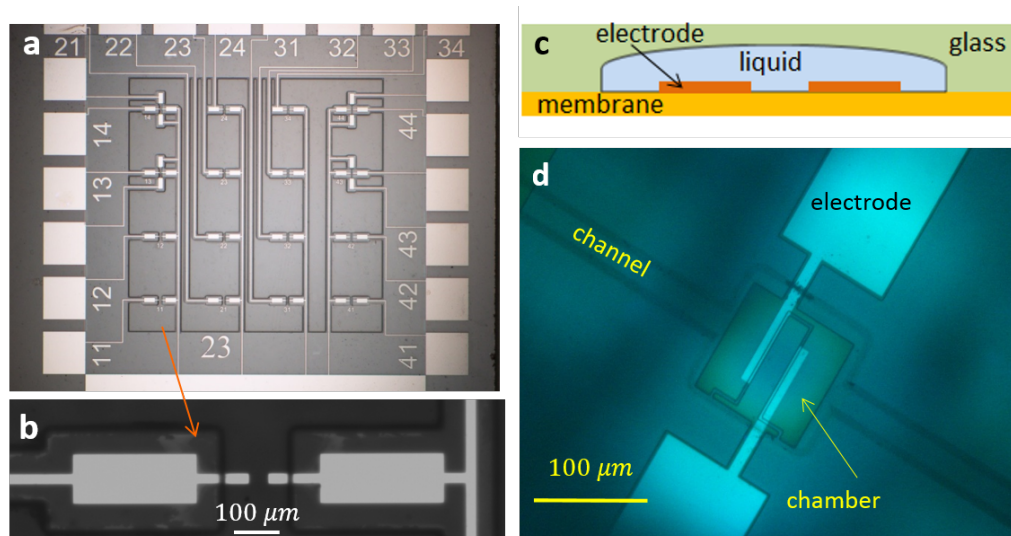 a
21 22 23 24 31 32 33 34
14
13
12
11
44
43
42
41
23
b
100 μm
c
electrode
liquid
glass
membrane
d
electrode
channel
100 μm
chamber